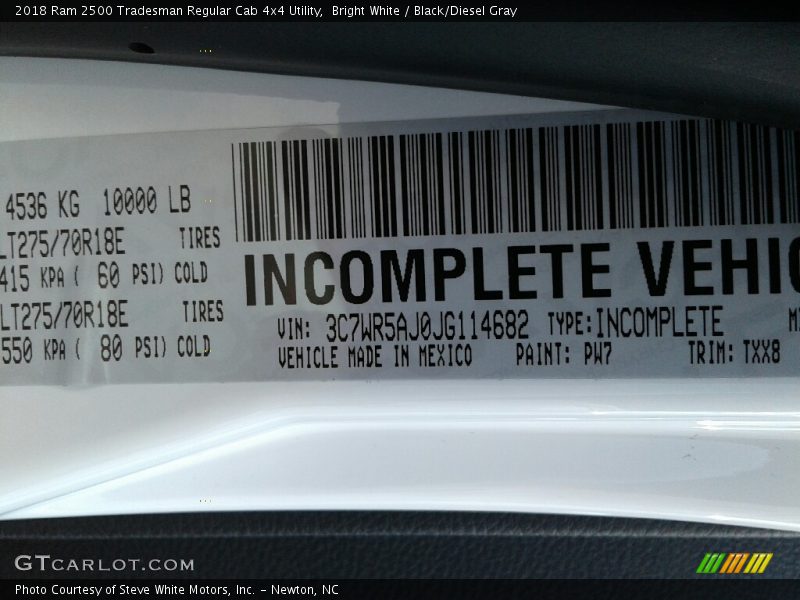 2018 Ram 2500 Tradesman Regular Cab 4x4 Utility, Bright White / Black/Diesel Gray
4536 KG 10000 LB
LT275/70R18E TIRES
415 KPA ( 60 PSI) COLD
LT275/70R18E TIRES
550 KPA ( 80 PSI) COLD
INCOMPLETE VEHIC
VIN: 3C7WR5AJ0JG114682 TYPE:INCOMPLETE
VEHICLE MADE IN MEXICO PAINT: PW7 TRIM: TXX8
GTCARLOT.COM
Photo Courtesy of Steve White Motors, Inc. – Newton, NC